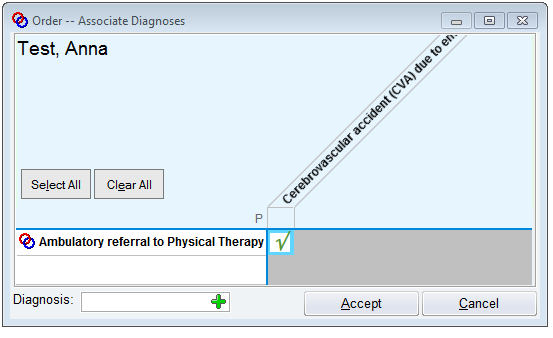 Order -- Associate Diagnoses
Test, Anna
Cerebrovascular accident (CVA) due to
Select All
Clear All
P
Ambulatory referral to Physical Therapy
Diagnosis:
Accept
Cancel